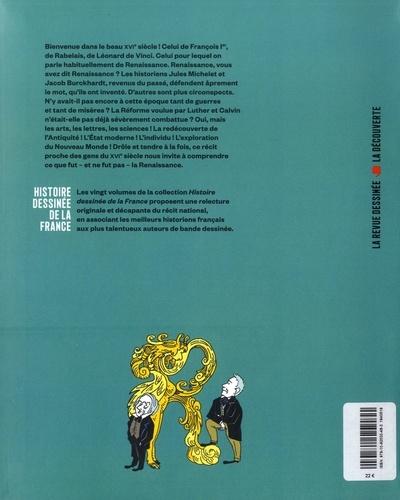 Bienvenue dans le beau XVIᵉ siècle ! Celui de François Iᵉʳ,
de Rabelais, de Léonard de Vinci. Celui pour lequel on
parle habituellement de Renaissance. Renaissance, vous
avez dit Renaissance ? Les historiens Jules Michelet et
Jacob Burckhardt, revenus du passé, défendent âprement
le mot, qu'ils ont inventé. D'autres sont plus circonspects.
N'y avait-il pas encore à cette époque tant de guerres
et tant de misères ? La Réforme voulue par Luther et Calvin
n'était-elle pas déjà sévèrement combattue ? Oui, mais
les arts, les lettres, les sciences ! La redécouverte de
l'Antiquité ! L'État moderne ! L'individu ! L'exploration
du Nouveau Monde ! Drôle et tendre à la fois, ce récit
proche des gens du XVIᵉ siècle nous invite à comprendre
ce que fut – et ne fut pas – la Renaissance.
HISTOIRE
DESSINÉE
DE LA
FRANCE
Les vingt volumes de la collection Histoire
dessinée de la France proposent une relecture
originale et décapante du récit national,
en associant les meilleurs historiens français
aux plus talentueux auteurs de bande dessinée.
LA REVUE DESSINÉE
LA DÉCOUVERTE
R
22 €